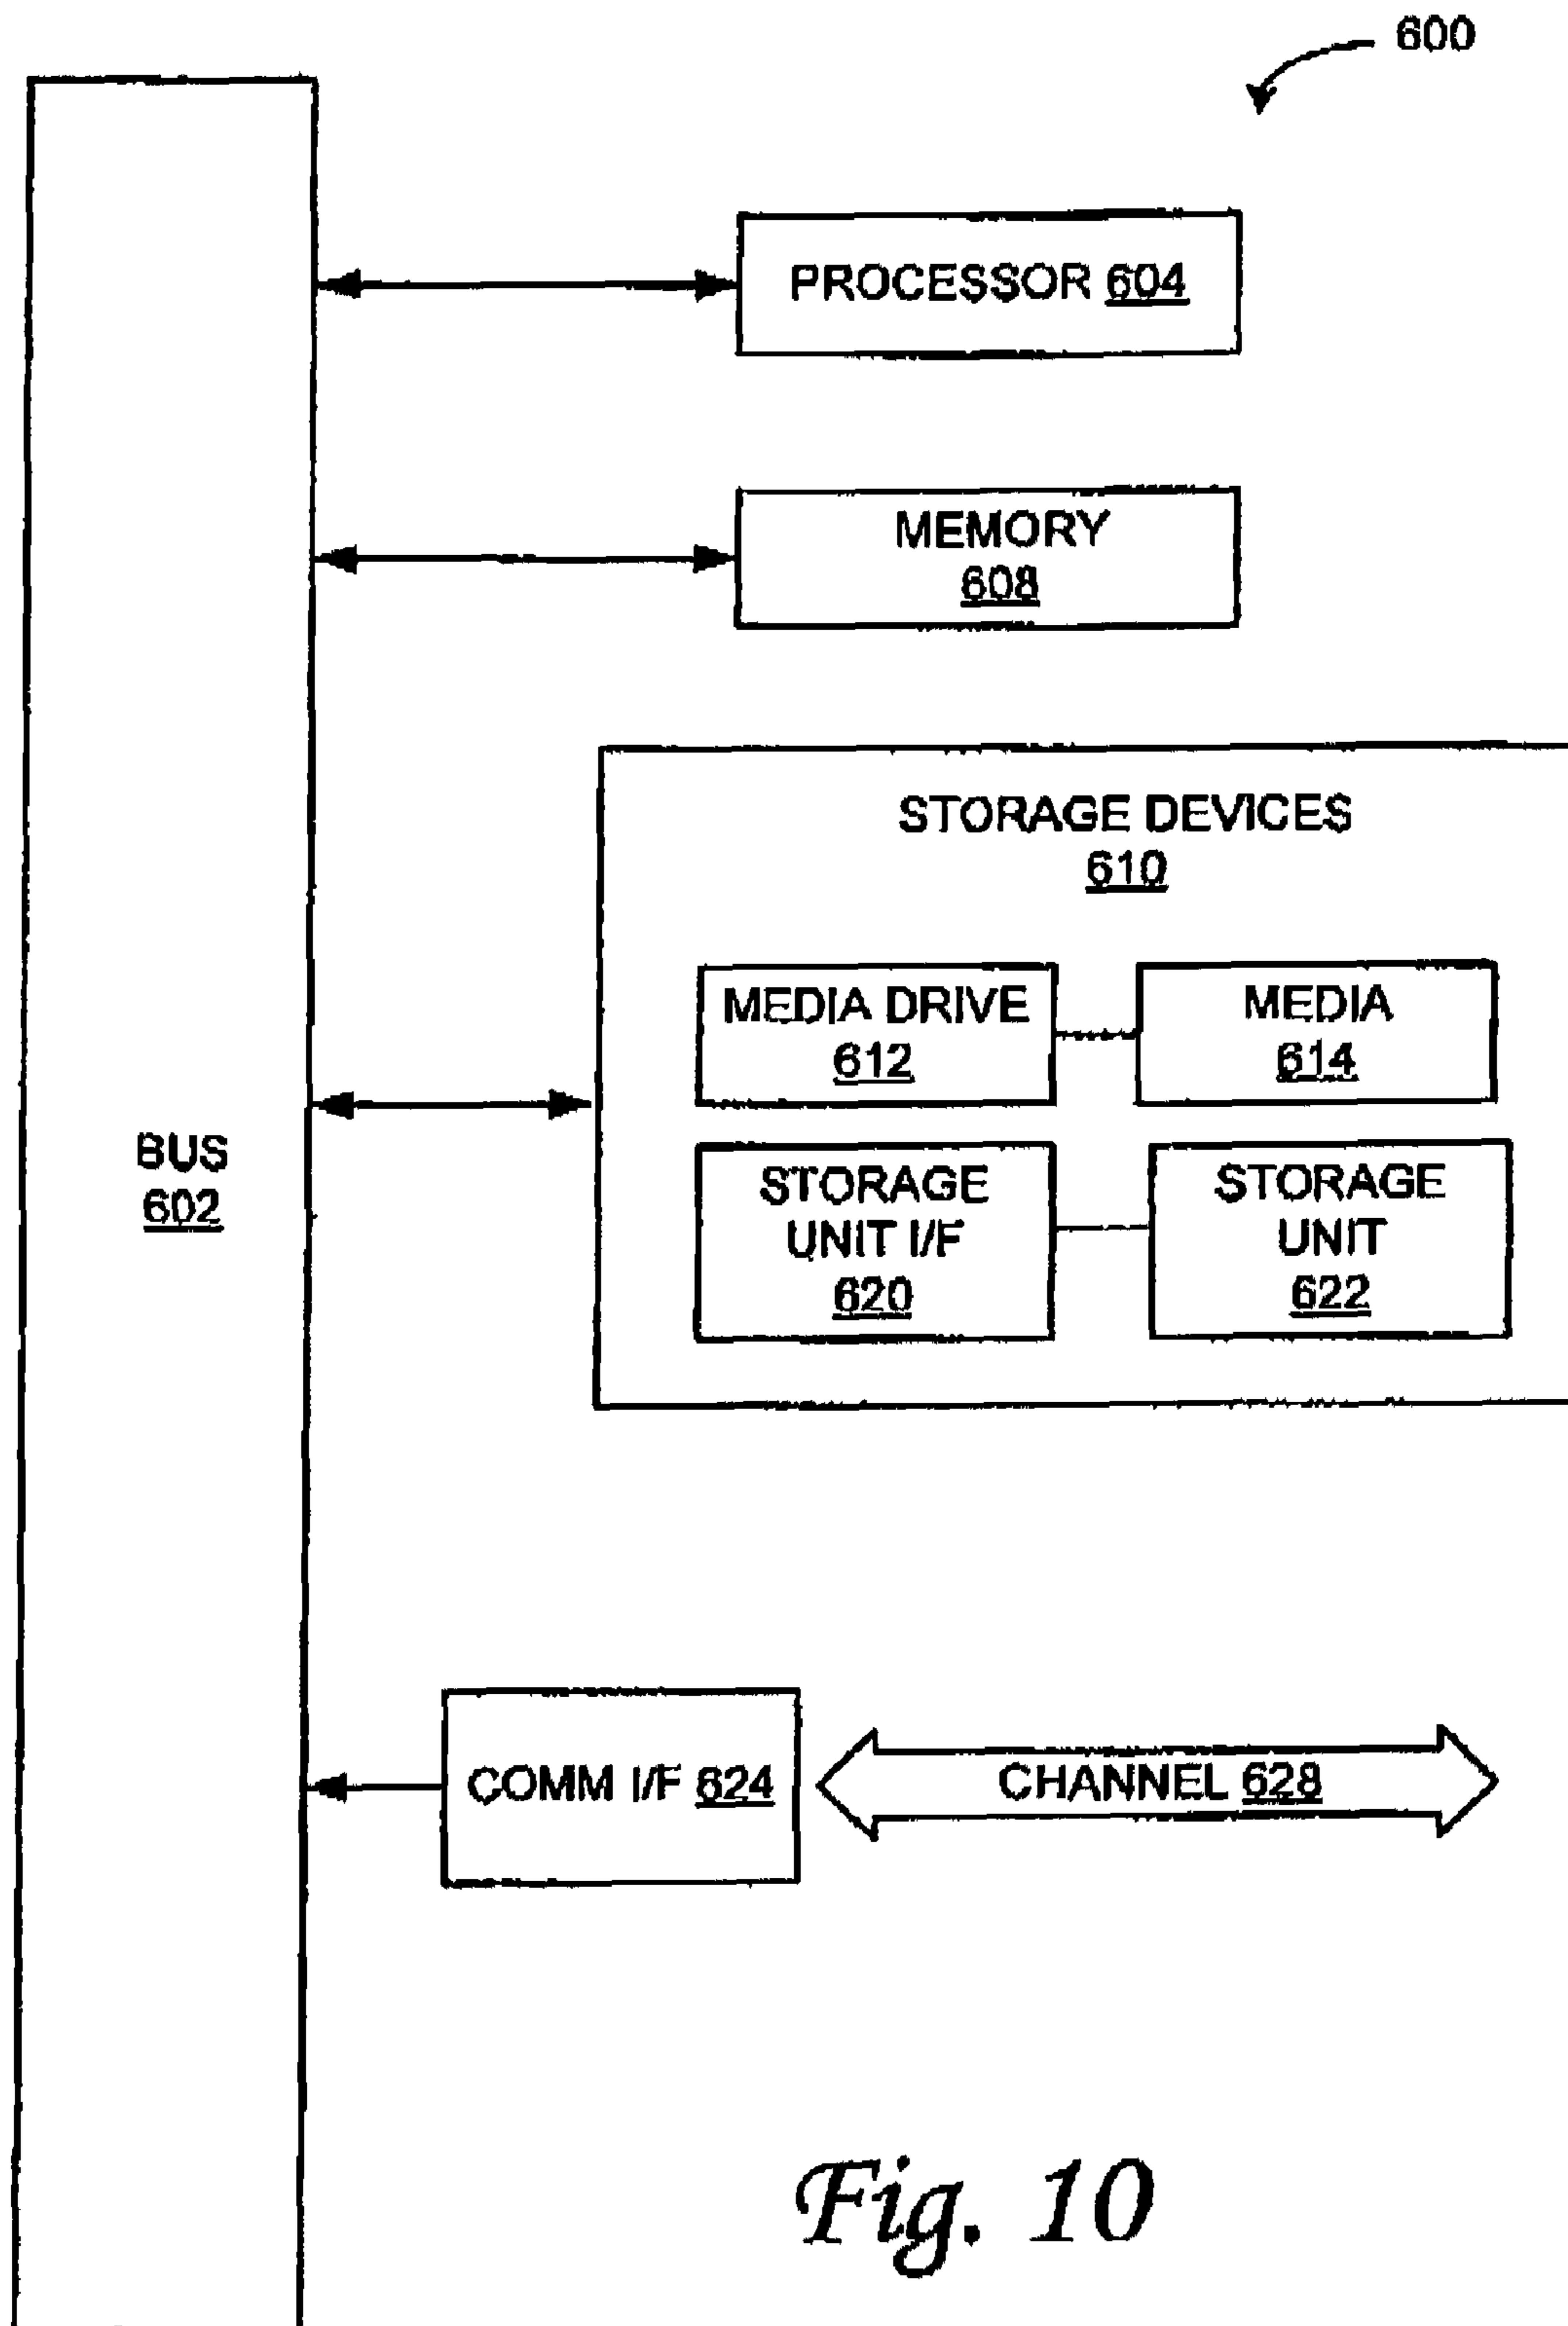 600
PROCESSOR 604
MEMORY
608
STORAGE DEVICES
610
MEDIA DRIVE
612
MEDIA
614
STORAGE
UNIT I/F
620
STORAGE
UNIT
622
BUS
602
COMM I/F 624
CHANNEL 628
Fig. 10